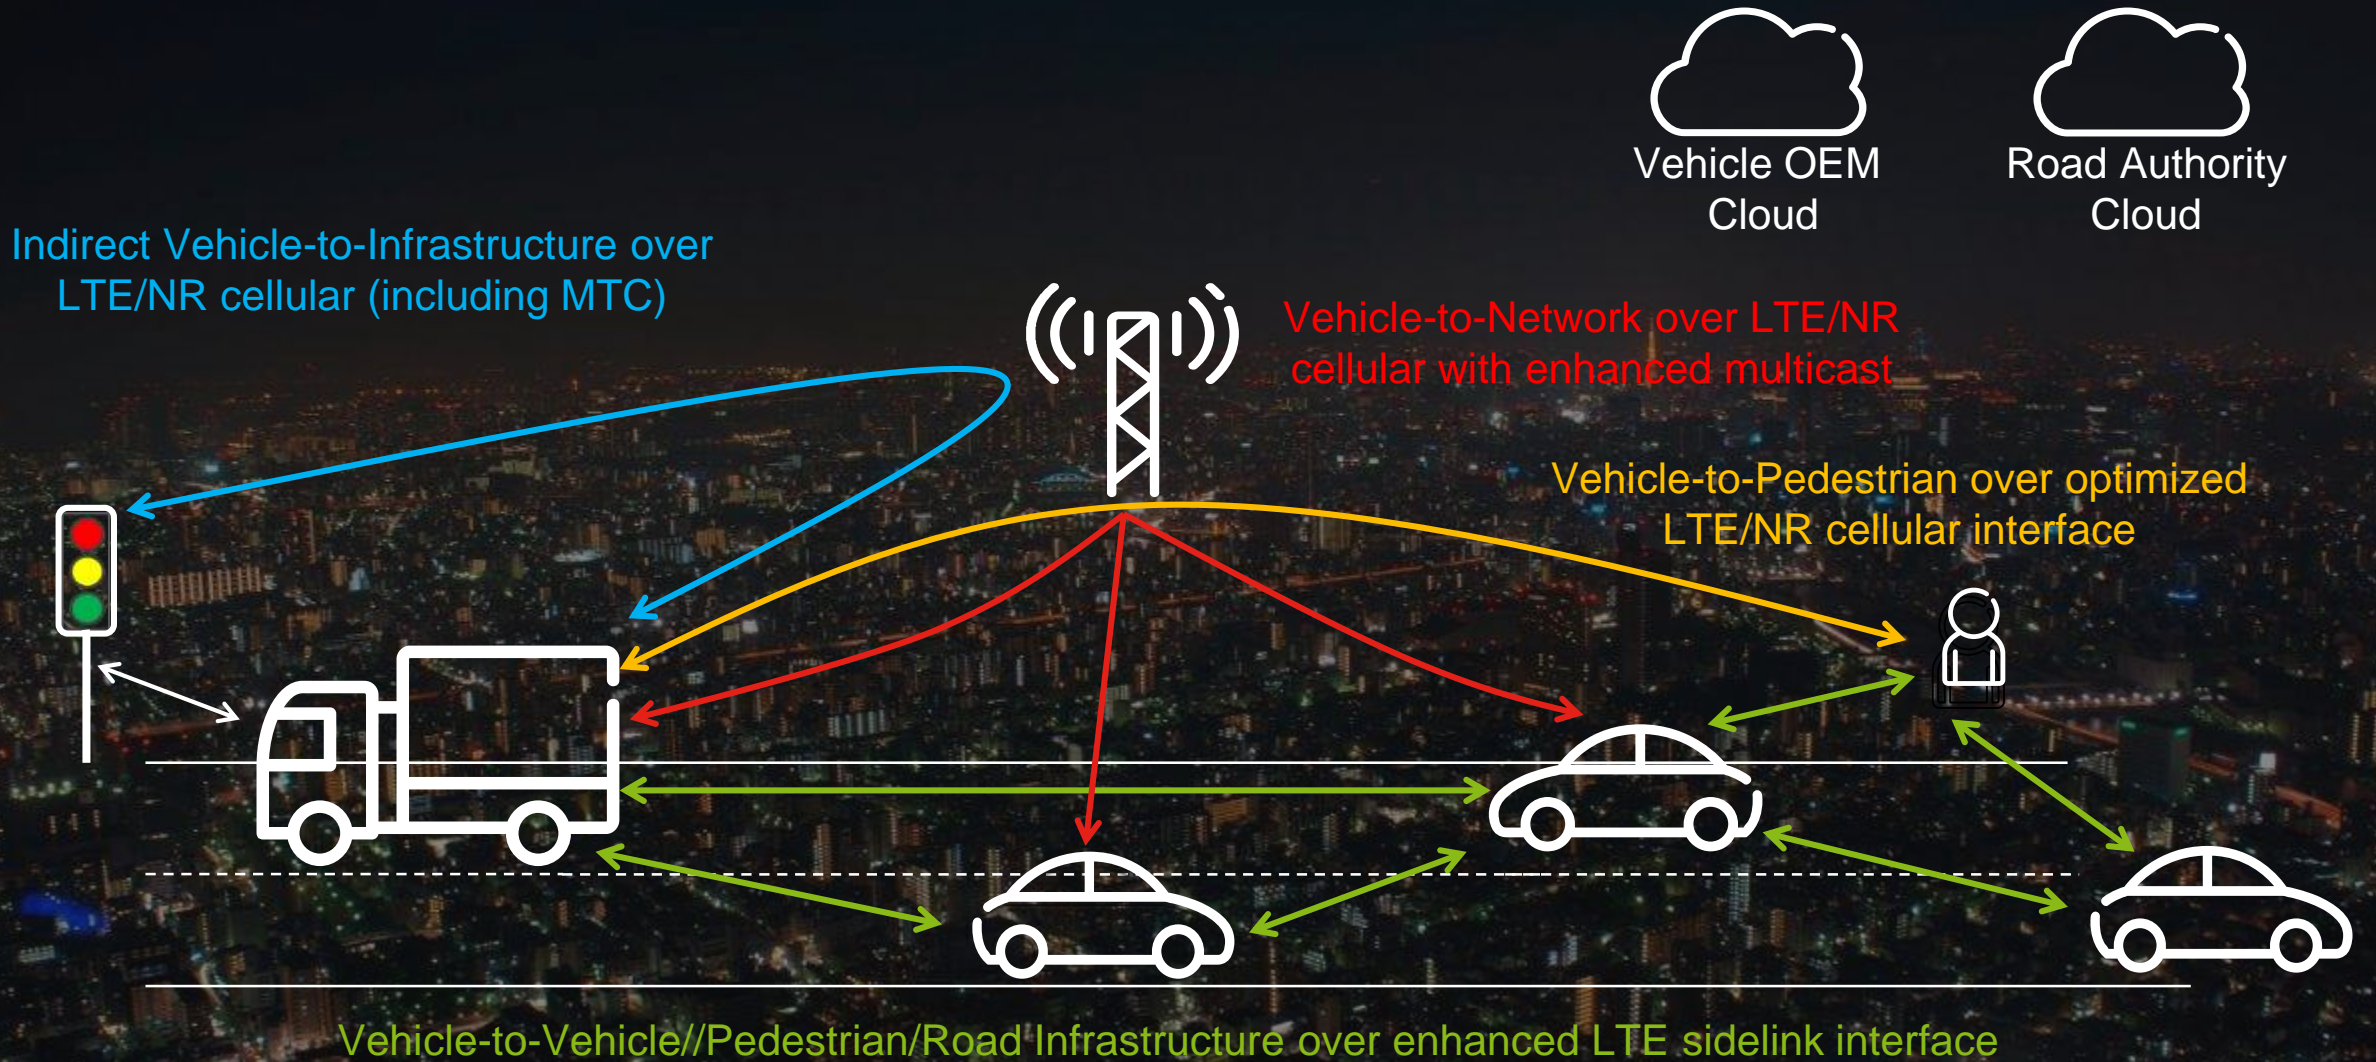 Vehicle OEM
Cloud
Road Authority
Cloud
Indirect Vehicle-to-Infrastructure over
LTE/NR cellular (including MTC)
Vehicle-to-Network over LTE/NR
cellular with enhanced multicast
Vehicle-to-Pedestrian over optimized
LTE/NR cellular interface
Vehicle-to-Vehicle//Pedestrian/Road Infrastructure over enhanced LTE sidelink interface